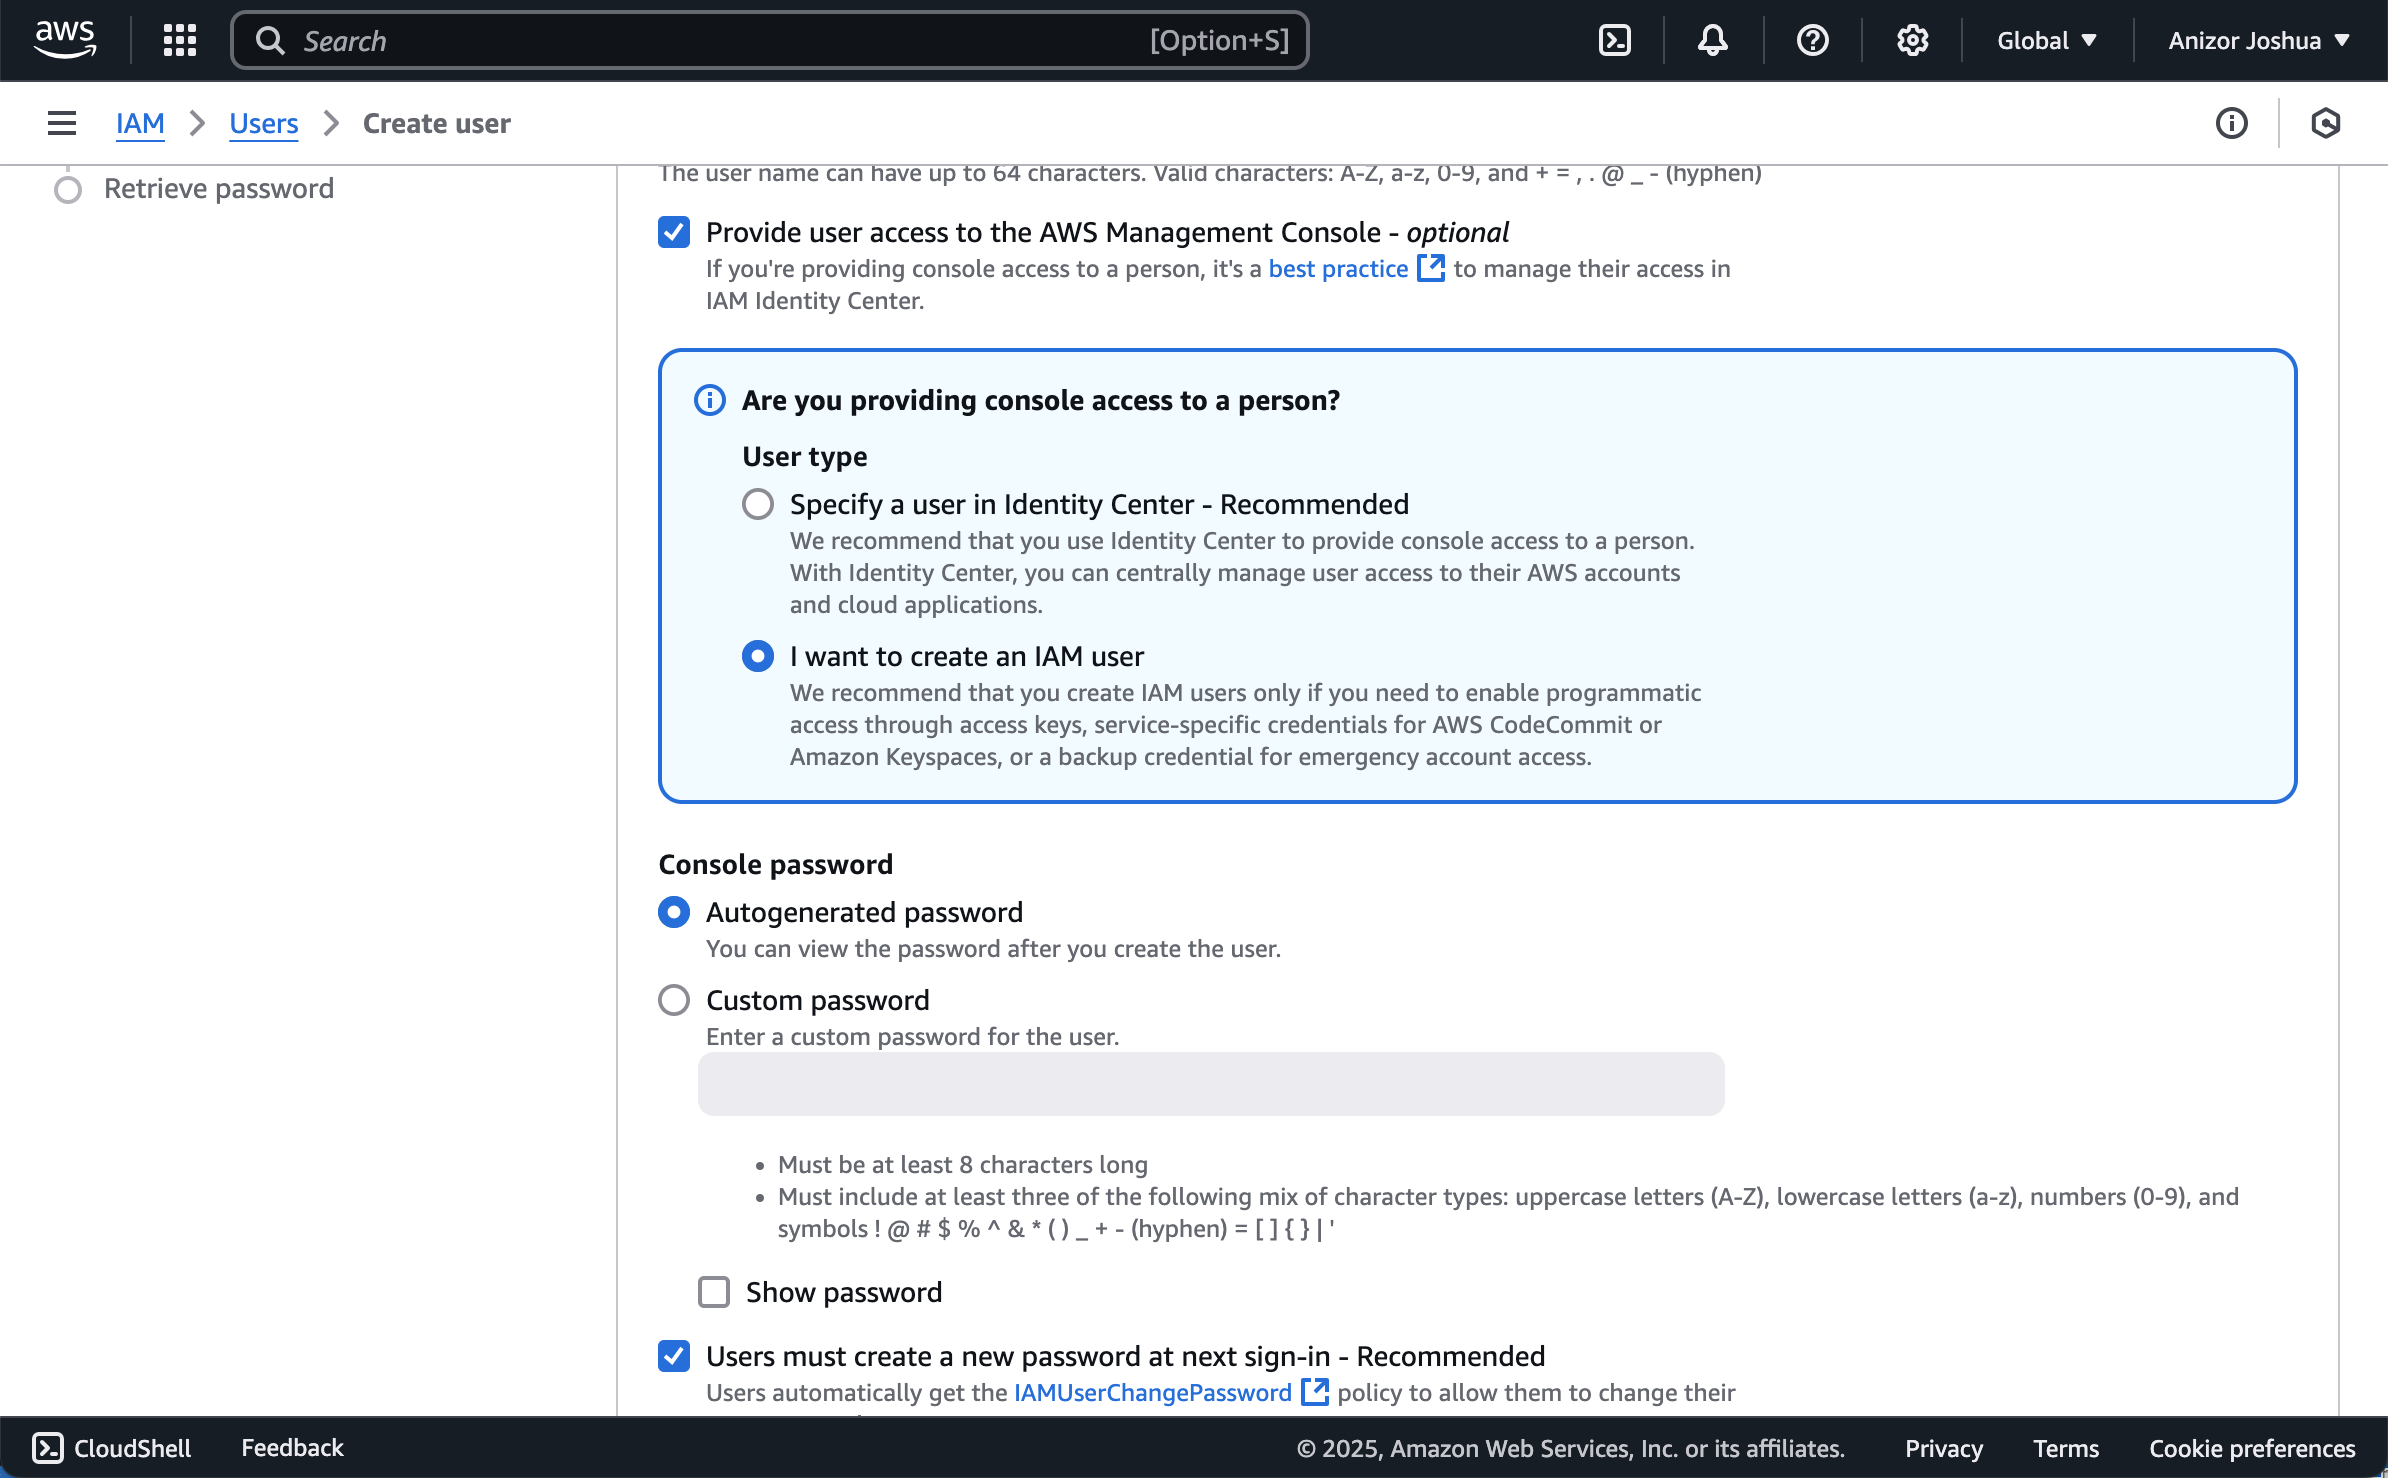 aws
Search
[Option+S]
Global
Anizor Joshua
IAM
Users
Create user
Retrieve password
The user name can have up to 64 characters. Valid characters: A-Z, a-z, 0-9, and + = , . @ _ - (hyphen)
Provide user access to the AWS Management Console - optional
If you're providing console access to a person, it's a best practice to manage their access in
IAM Identity Center.
Are you providing console access to a person?
User type
Specify a user in Identity Center - Recommended
We recommend that you use Identity Center to provide console access to a person.
With Identity Center, you can centrally manage user access to their AWS accounts
and cloud applications.
I want to create an IAM user
We recommend that you create IAM users only if you need to enable programmatic
access through access keys, service-specific credentials for AWS CodeCommit or
Amazon Keyspaces, or a backup credential for emergency account access.
Console password
Autogenerated password
You can view the password after you create the user.
Custom password
Enter a custom password for the user.
• Must be at least 8 characters long
• Must include at least three of the following mix of character types: uppercase letters (A-Z), lowercase letters (a-z), numbers (0-9), and
symbols ! @ # $ % ^ & * ( ) _ + - (hyphen) = [ ] { } | '
Show password
Users must create a new password at next sign-in - Recommended
Users automatically get the IAMUserChangePassword policy to allow them to change their
CloudShell
Feedback
© 2025, Amazon Web Services, Inc. or its affiliates.
Privacy
Terms
Cookie preferences